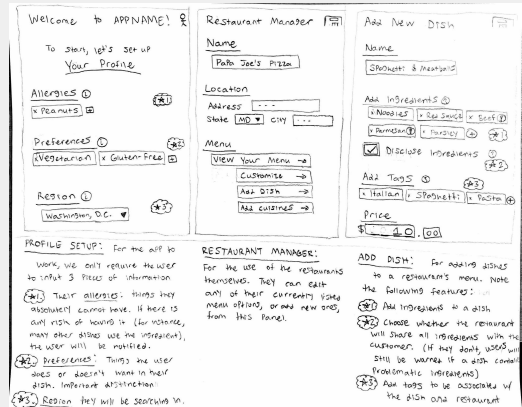 Welcome to APPNAME!
To start, let's set up
Your Profile
Allergies
× Peanuts
*1
Preferences
× Vegetarian
× Gluten-Free
*2
Region
Washington, D.C.
*3
Restaurant Manager
Name
Papa Joe's Pizza
Location
Address
State MD City
Menu
View Your Menu →
Customize →
Add Dish →
Add cuisines →
Add New Dish
Name
Spaghetti & Meatballs
Add Ingredients
× Noodles × Red Sauce × Beef
× Parmesan × Parsley
*1
Disclose Ingredients
*2
Add Tags
*3
× Italian × Spaghetti × Pasta
Price
$ 10.00
PROFILE SETUP: For the app to
work, we only require the user
to input 3 pieces of information
*1. Their allergies: things they
absolutely cannot have. If there is
any risk of having it (for instance,
many other dishes use the ingredient),
the user will be notified.
*2. Preferences: Things the user
does or doesn't want in their
dish. Important distinction.
*3. Region they will be searching in.
RESTAURANT MANAGER:
For the use of the restaurants
themselves. They can edit
any of their currently listed
menu options, or add new ones,
from this panel.
ADD DISH: For adding dishes
to a restaurant's menu. Note
the following features:
*1 Add ingredients to a dish
*2 Choose whether the restaurant
will share all ingredients with the
customer. (If they don't, users will
still be warned if a dish contains
Problematic ingredients)
*3 Add tags to be associated w/
the dish and restaurant